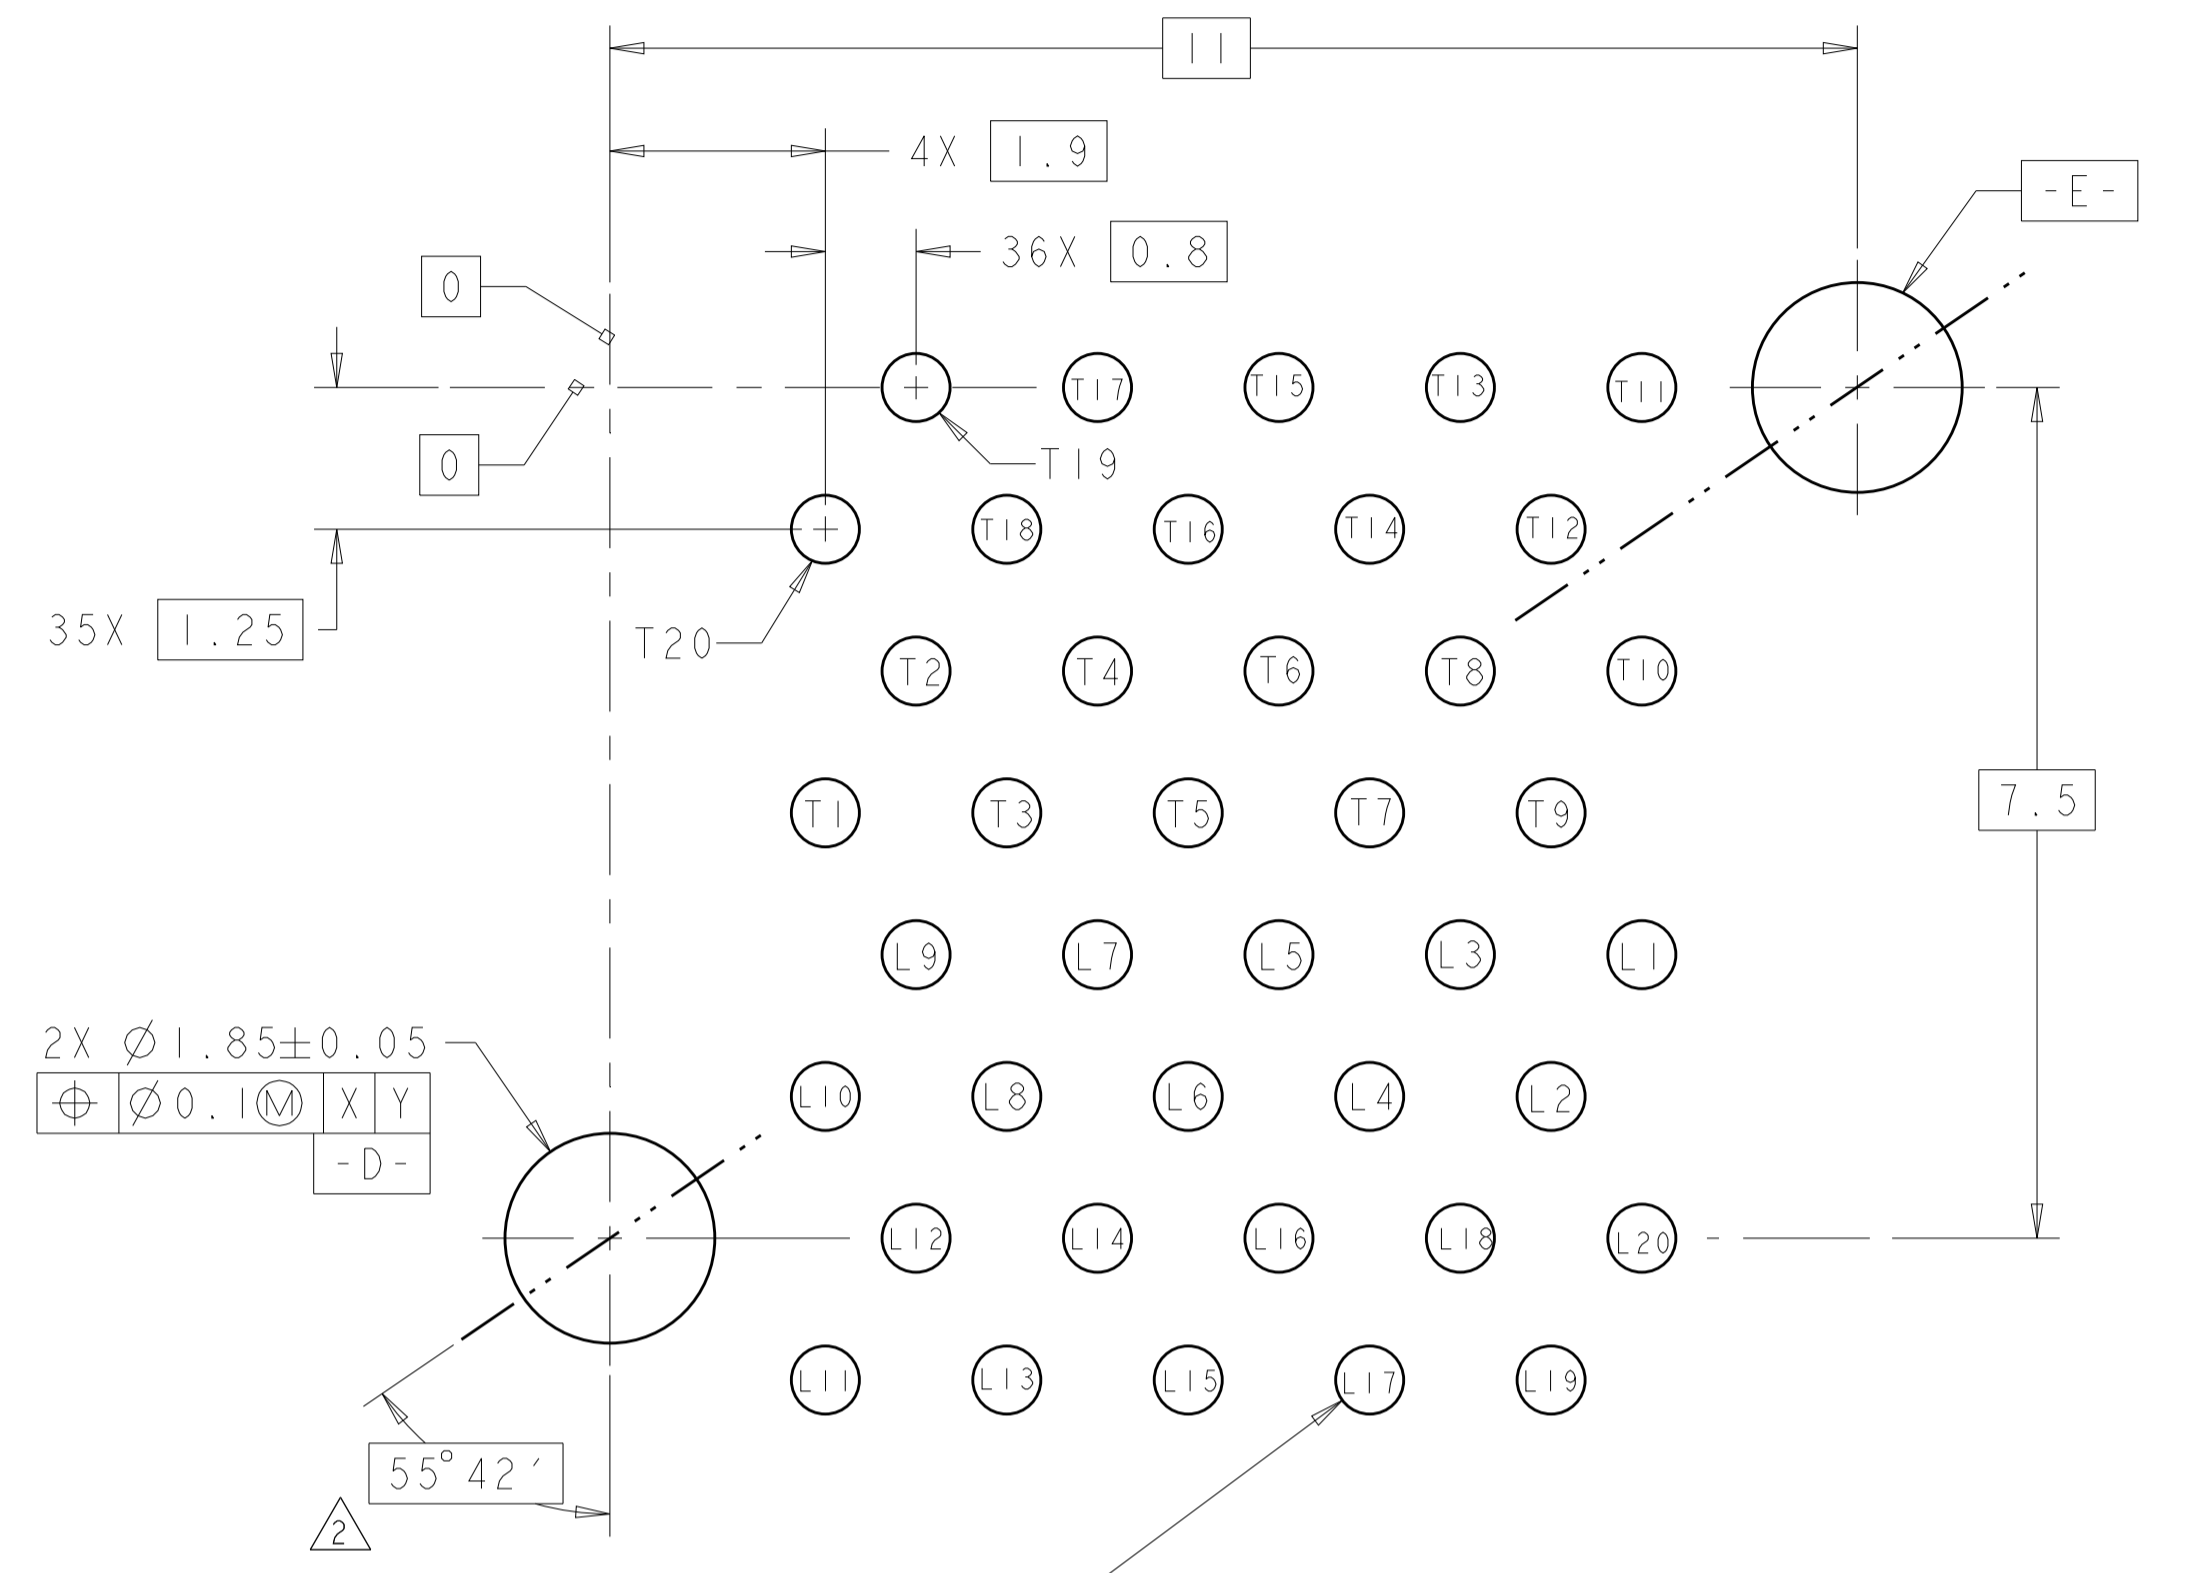 11
4X 1.9
-E-
36X 0.8
0
T17 T15 T13 T11
0
T19
T18 T16 T14 T12
35X 1.25
T20
T2 T4 T6 T8 T10
7.5
T1 T3 T5 T7 T9
L9 L7 L5 L3 L1
2X Ø1.85±0.05
⌖ Ø0.1Ⓜ X Y
-D-
L10 L8 L6 L4 L2
L12 L14 L16 L18 L20
L11 L13 L15 L17 L19
55°42′
2